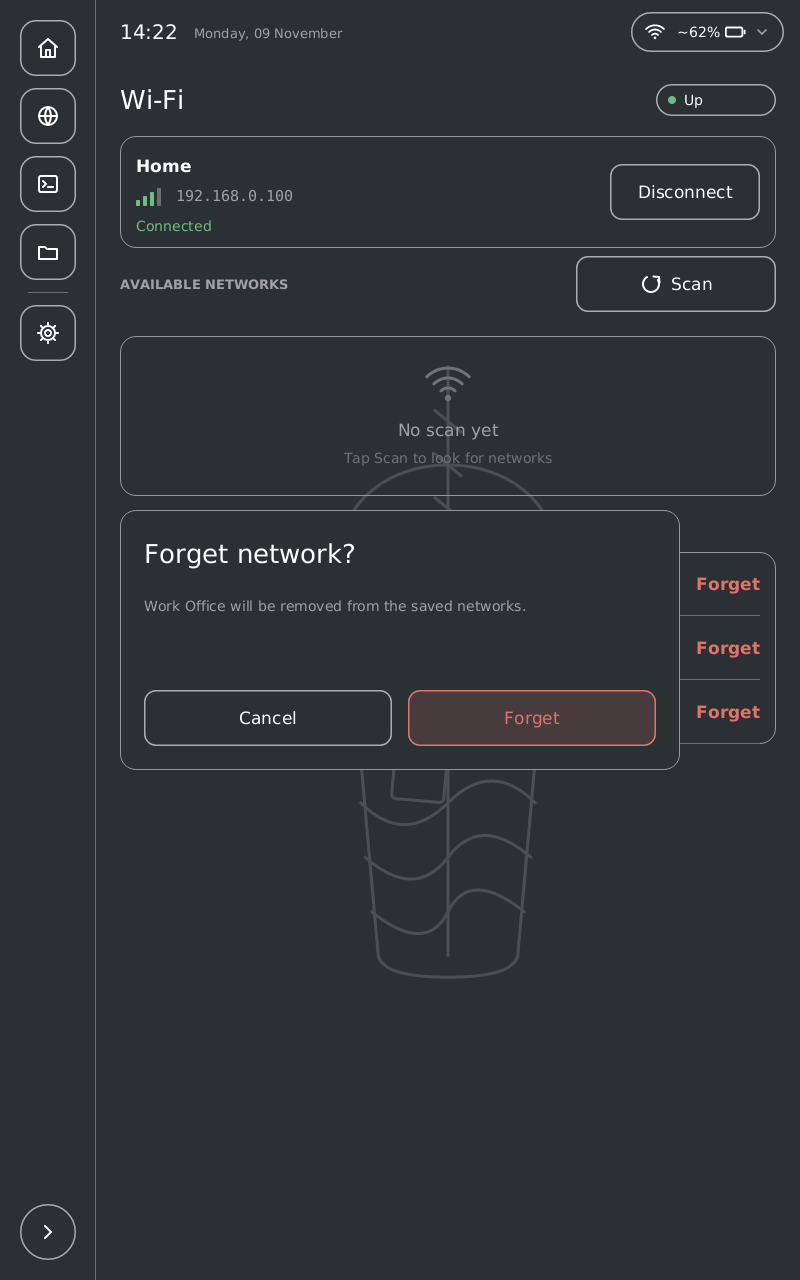 14:22 Monday, 09 November ~62%
Wi-Fi Up
Home
192.168.0.100
Connected
Disconnect
AVAILABLE NETWORKS Scan
No scan yet
Tap Scan to look for networks
Forget network?
Work Office will be removed from the saved networks.
Cancel Forget
Forget
Forget
Forget